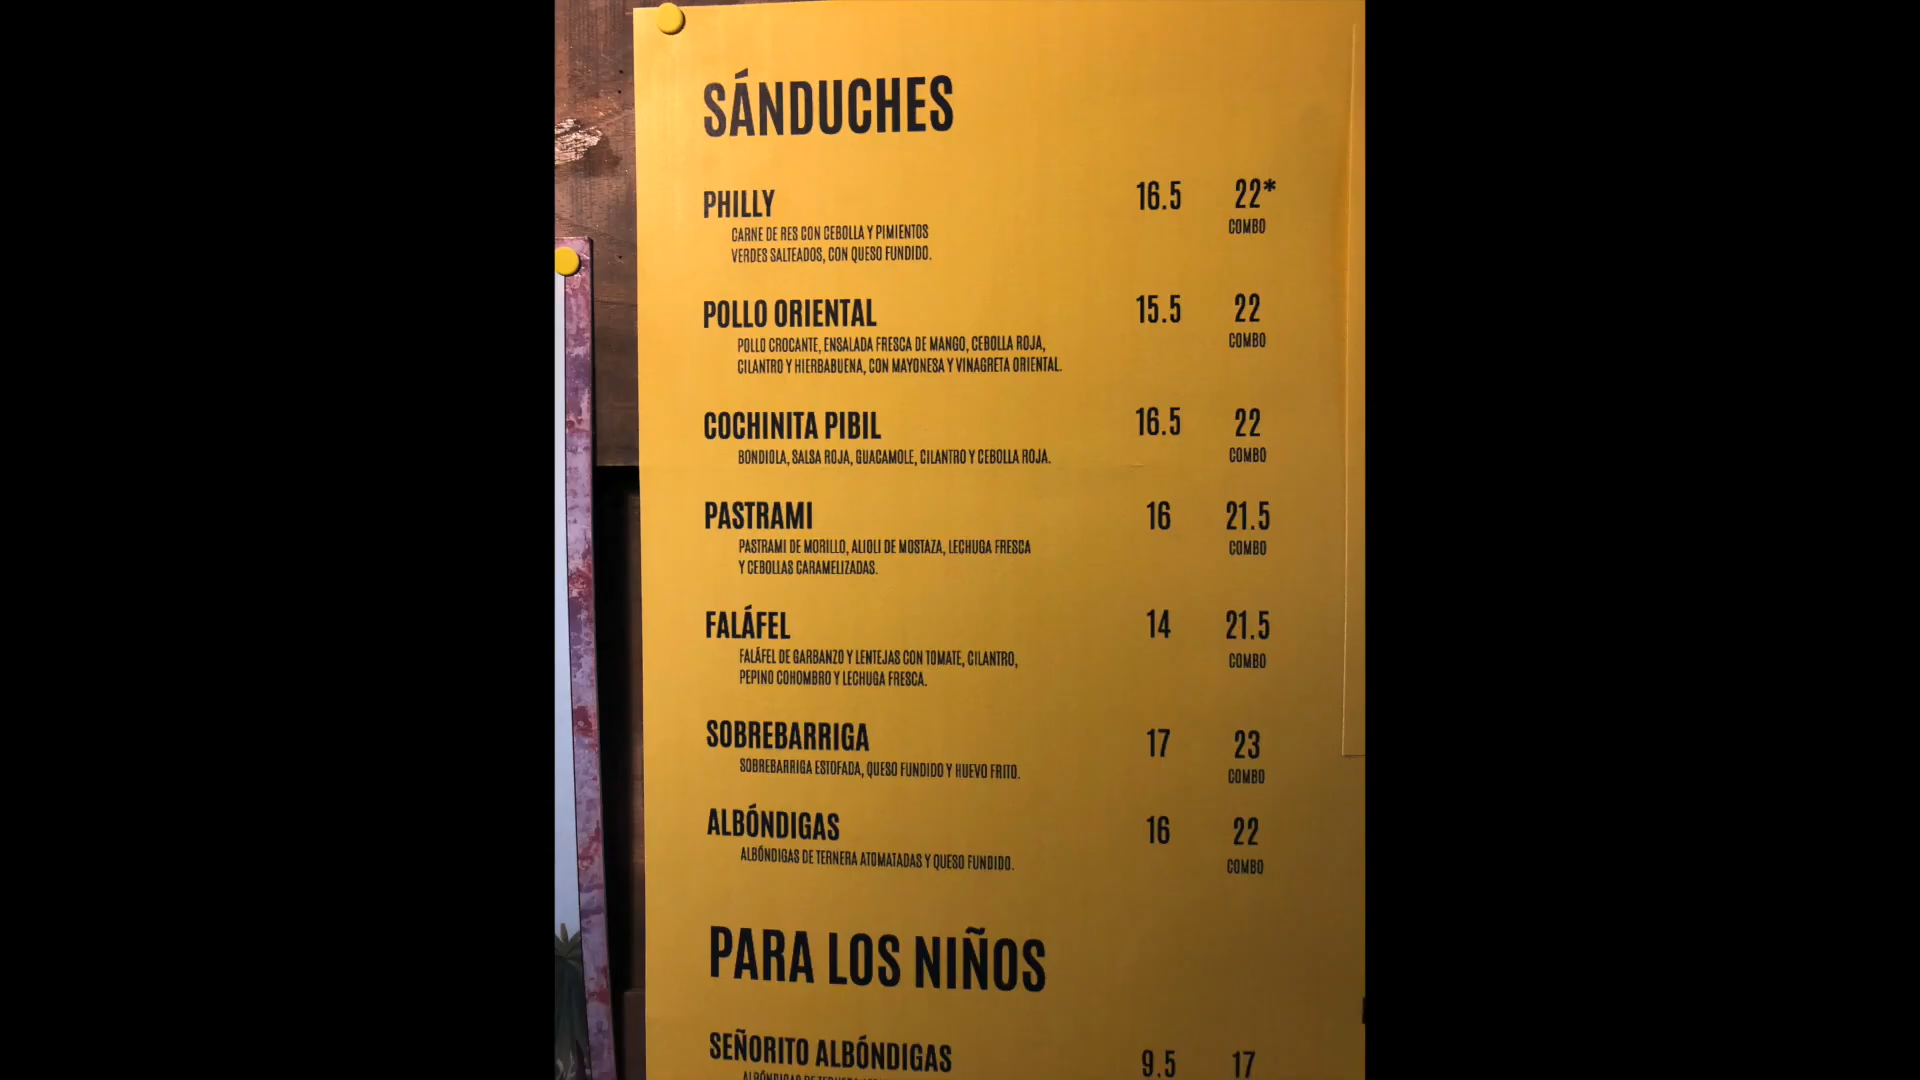 SÁNDUCHES
PHILLY 16.5 22*
COMBO
CARNE DE RES CON CEBOLLA Y PIMIENTOS
VERDES SALTEADOS, CON QUESO FUNDIDO.
POLLO ORIENTAL 15.5 22
COMBO
POLLO CROCANTE, ENSALADA FRESCA DE MANGO, CEBOLLA ROJA,
CILANTRO Y HIERBABUENA, CON MAYONESA Y VINAGRETA ORIENTAL.
COCHINITA PIBIL 16.5 22
COMBO
BONDIOLA, SALSA ROJA, GUACAMOLE, CILANTRO Y CEBOLLA ROJA.
PASTRAMI 16 21.5
COMBO
PASTRAMI DE MORILLO, ALIOLI DE MOSTAZA, LECHUGA FRESCA
Y CEBOLLAS CARAMELIZADAS.
FALÁFEL 14 21.5
COMBO
FALÁFEL DE GARBANZO Y LENTEJAS CON TOMATE, CILANTRO,
PEPINO COHOMBRO Y LECHUGA FRESCA.
SOBREBARRIGA 17 23
COMBO
SOBREBARRIGA ESTOFADA, QUESO FUNDIDO Y HUEVO FRITO.
ALBÓNDIGAS 16 22
COMBO
ALBÓNDIGAS DE TERNERA ATOMATADAS Y QUESO FUNDIDO.
PARA LOS NIÑOS
SEÑORITO ALBÓNDIGAS 9.5 17
ALBÓNDIGAS DE TERNERA